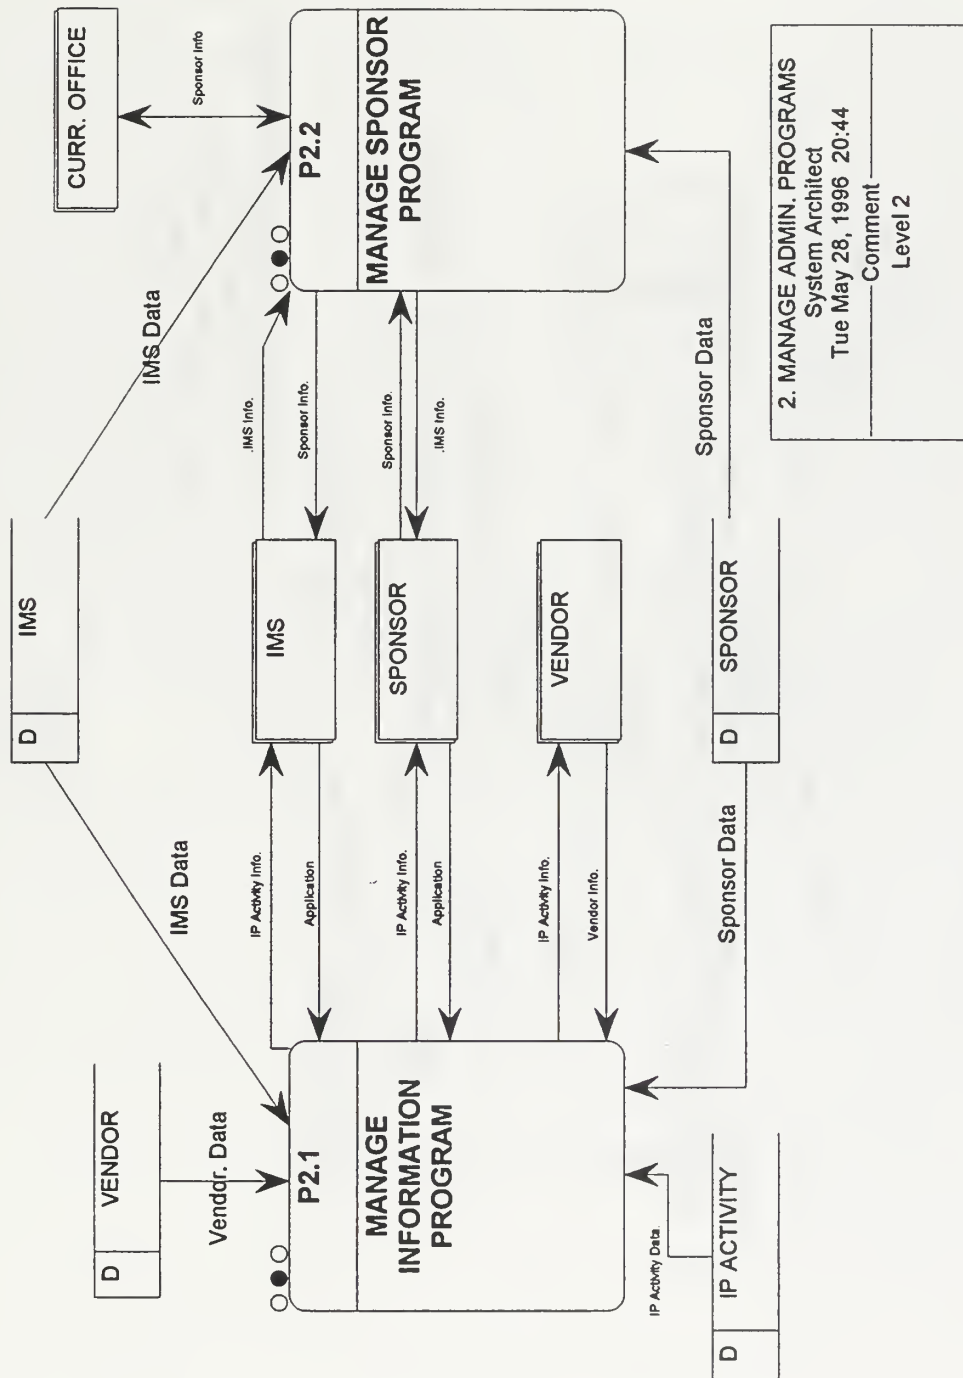 D
VENDOR
Vendor. Data
D
IMS
IMS Data
IMS Data
CURR. OFFICE
Sponsor Info
P2.1
MANAGE
INFORMATION
PROGRAM
IP Activity Info.
Application
IP Activity Info.
Application
IP Activity Info.
Vendor Info.
IMS
SPONSOR
VENDOR
.IMS Info.
Sponsor Info.
Sponsor Info.
.IMS Info.
P2.2
MANAGE SPONSOR
PROGRAM
IP Activity Data.
D
IP ACTIVITY
Sponsor Data
D
SPONSOR
Sponsor Data
2. MANAGE ADMIN. PROGRAMS
System Architect
Tue May 28, 1996 20:44
Comment
Level 2